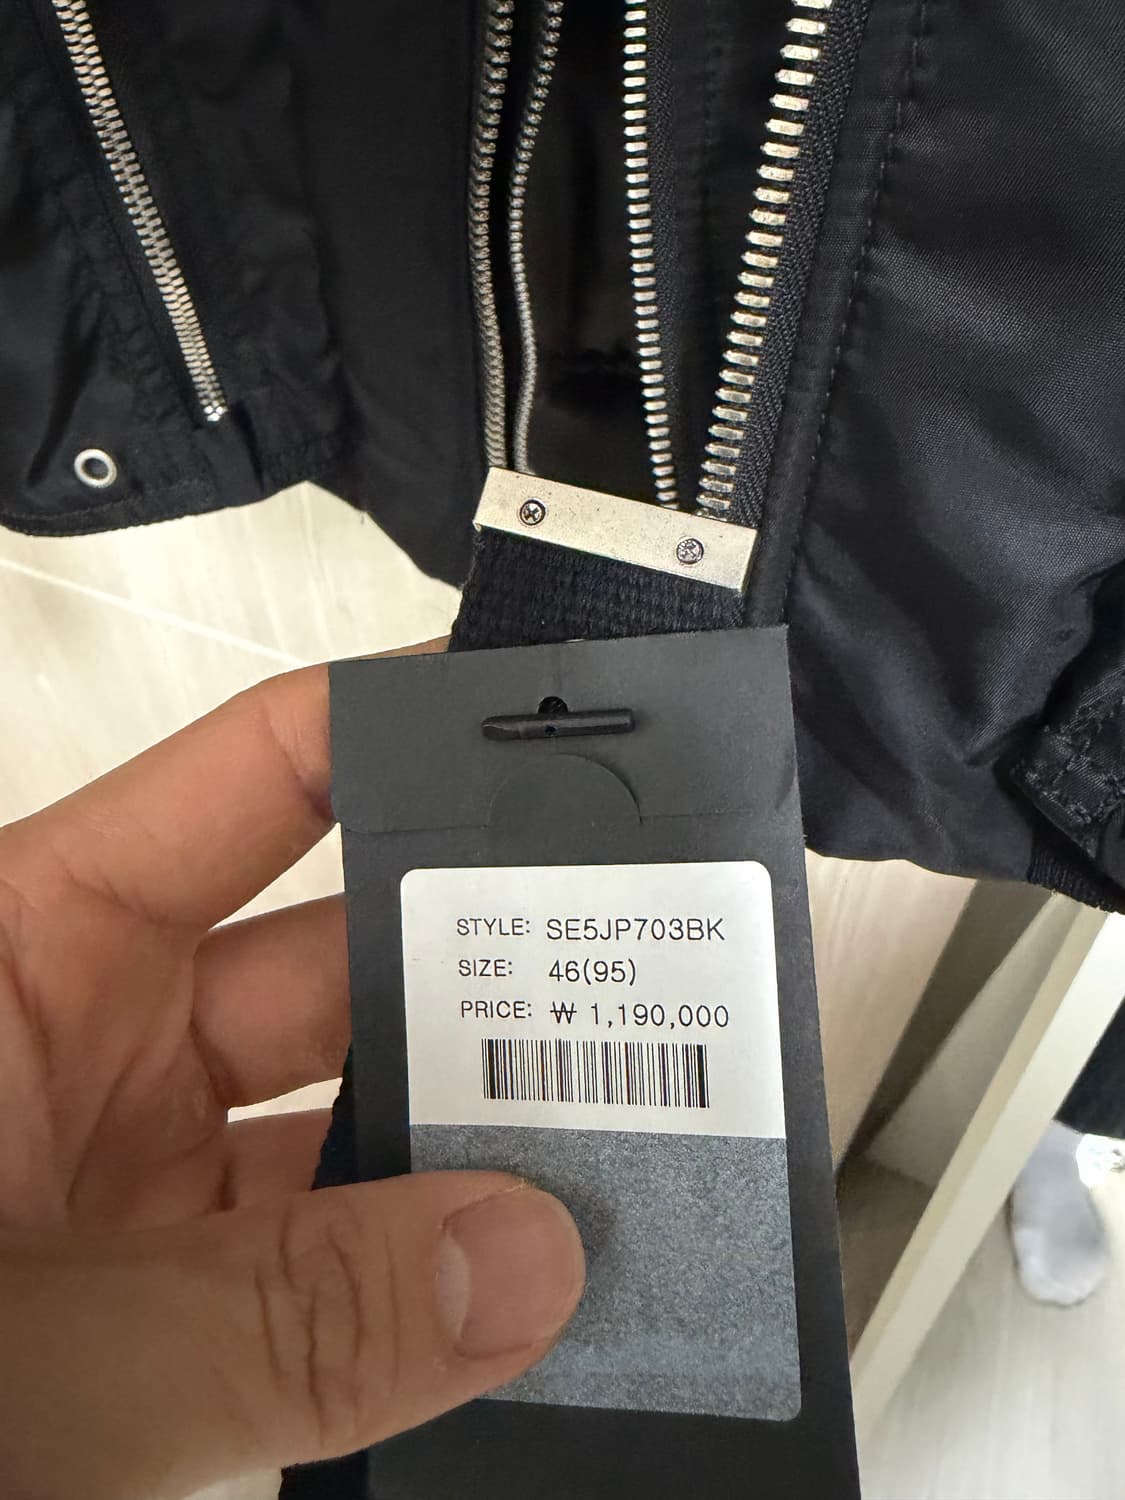 STYLE: SE5JP703BK
SIZE: 46(95)
PRICE: ₩ 1,190,000